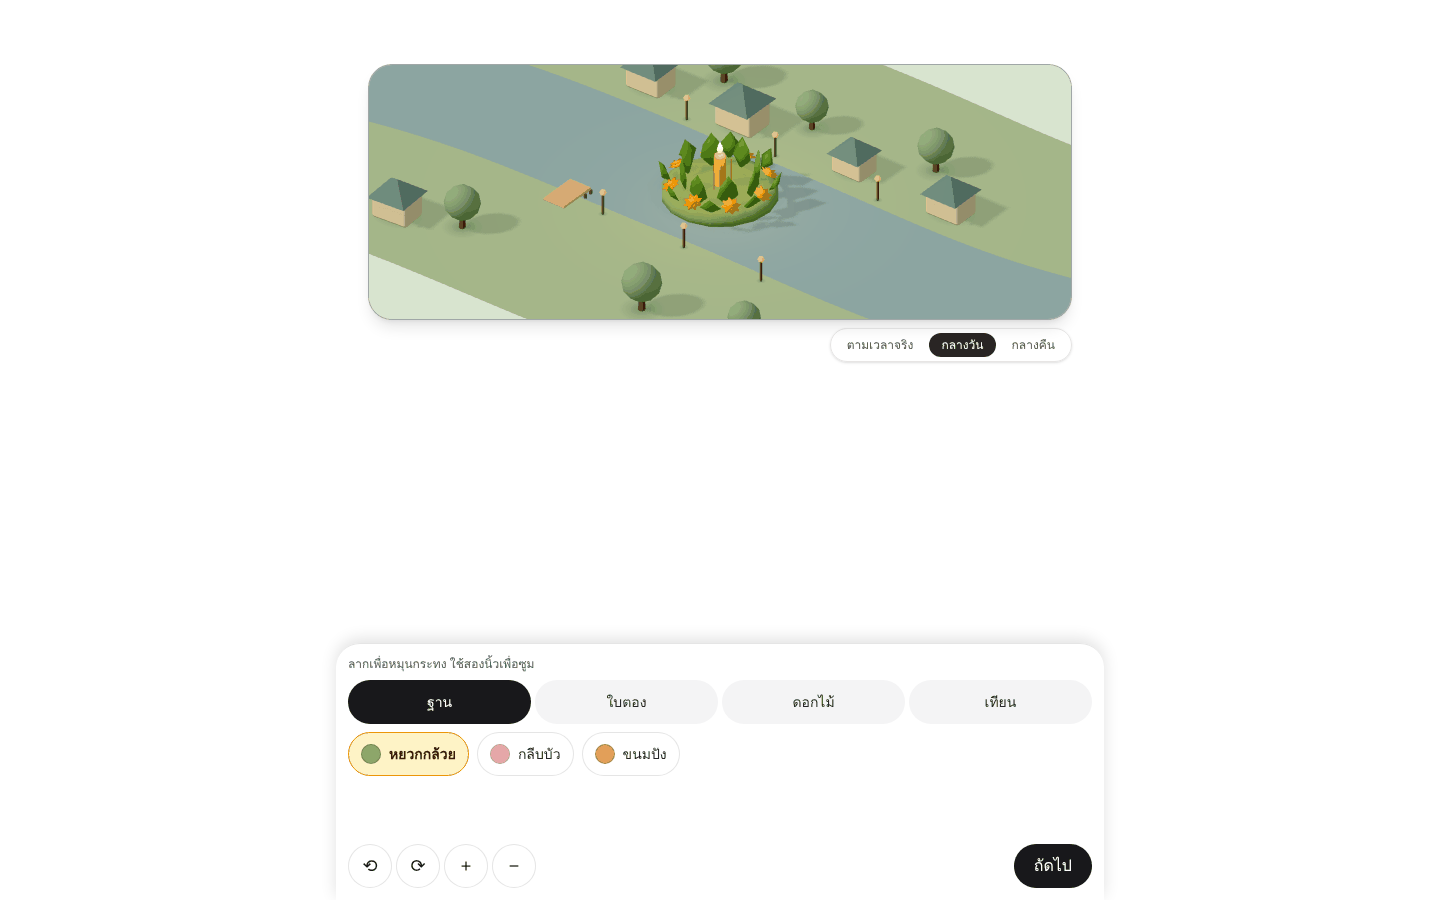 ตามเวลาจริง กลางวัน กลางคืน
ลากเพื่อหมุนกระทง ใช้สองนิ้วเพื่อซูม
ฐาน ใบตอง ดอกไม้ เทียน
หยวกกล้วย กลีบบัว ขนมปัง
⟲ ⟳ + − ถัดไป